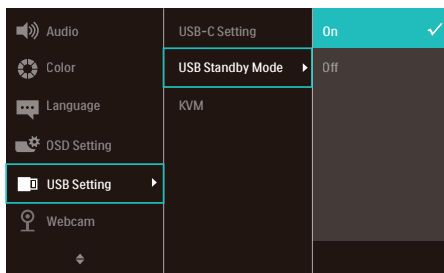 Audio
Color
Language
OSD Setting
USB Setting
Webcam
USB-C Setting
USB Standby Mode
KVM
On
Off